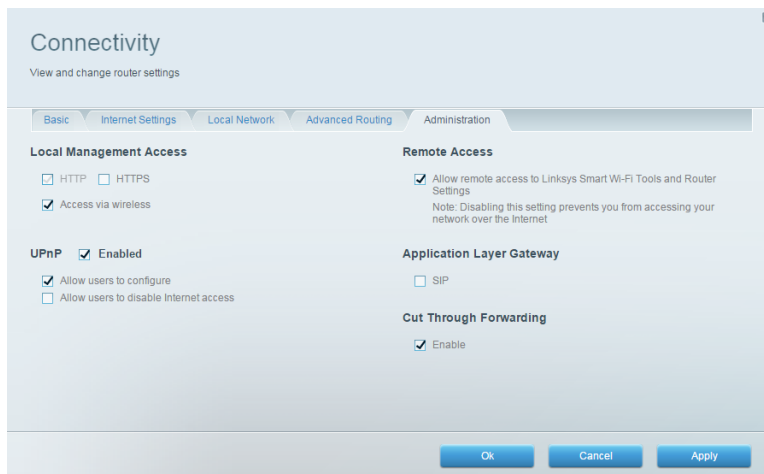 Connectivity
View and change router settings
Basic
Internet Settings
Local Network
Advanced Routing
Administration
Local Management Access
HTTP
HTTPS
Access via wireless
UPnP
Enabled
Allow users to configure
Allow users to disable Internet access
Remote Access
Allow remote access to Linksys Smart Wi-Fi Tools and Router
Settings
Note: Disabling this setting prevents you from accessing your
network over the Internet
Application Layer Gateway
SIP
Cut Through Forwarding
Enable
Ok
Cancel
Apply